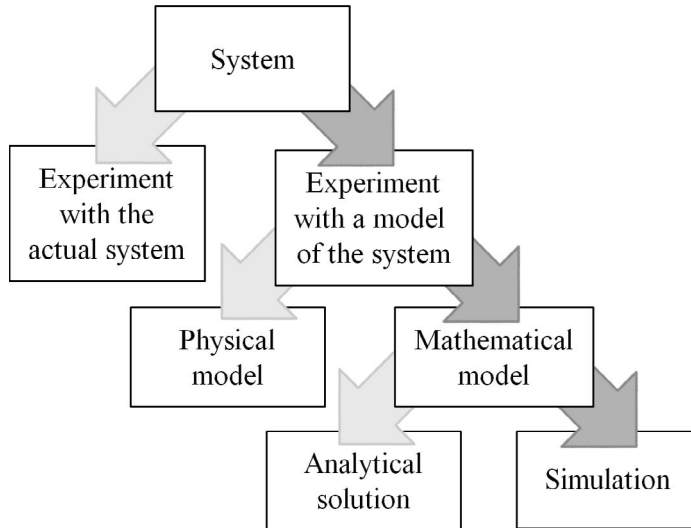 System
Experiment
with the
actual system
Experiment
with a model
of the system
Physical
model
Mathematical
model
Analytical
solution
Simulation